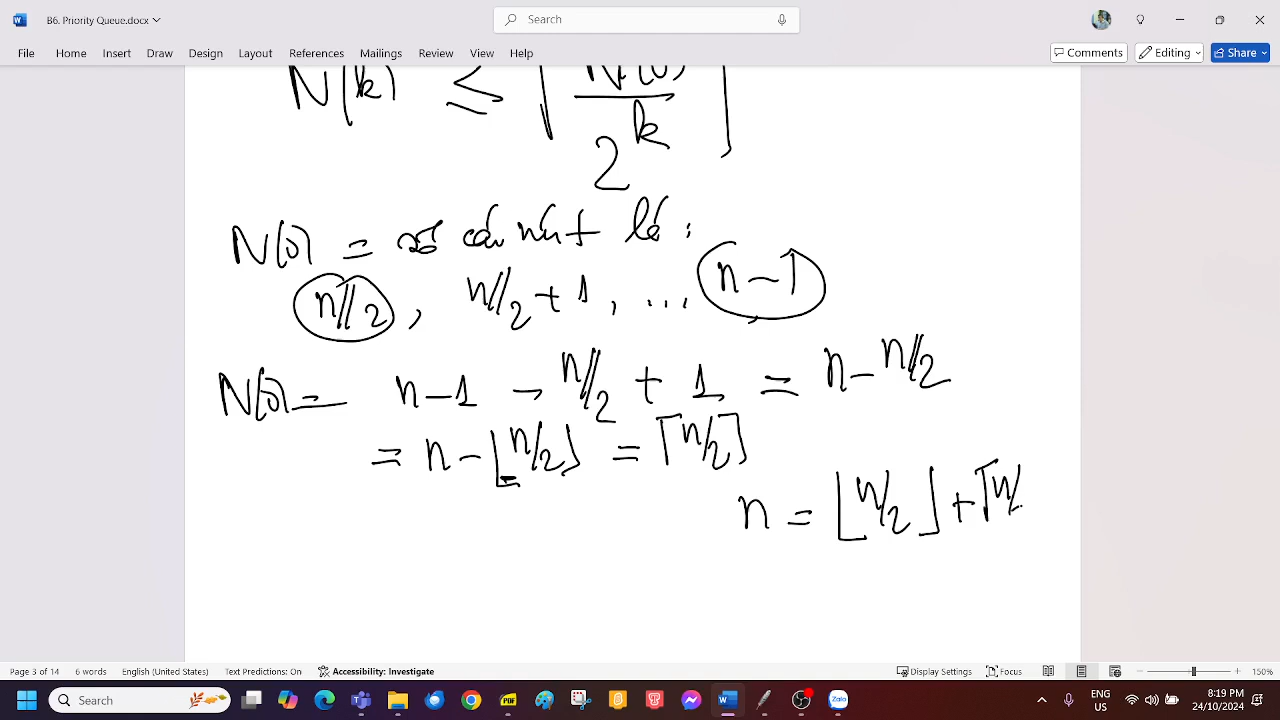 B6. Priority Queue.docx
Search
File Home Insert Draw Design Layout References Mailings Review View Help
Comments Editing Share
N(k) ≤ ⌈N(0)/2^k⌉
N(0) = số các nút lá :
n//2, n//2 + 1, ... n-1
N(0) = n-1 - n//2 + 1 = n - n//2
= n - ⌊n/2⌋ = ⌈n/2⌉
n = ⌊n/2⌋ + ⌈n/
Page 3 of 14 6 words English (United States) Text Predictions: On Accessibility: Investigate Display Settings Focus 150%
Search PDF Zalo ENG US 8:19 PM 24/10/2024